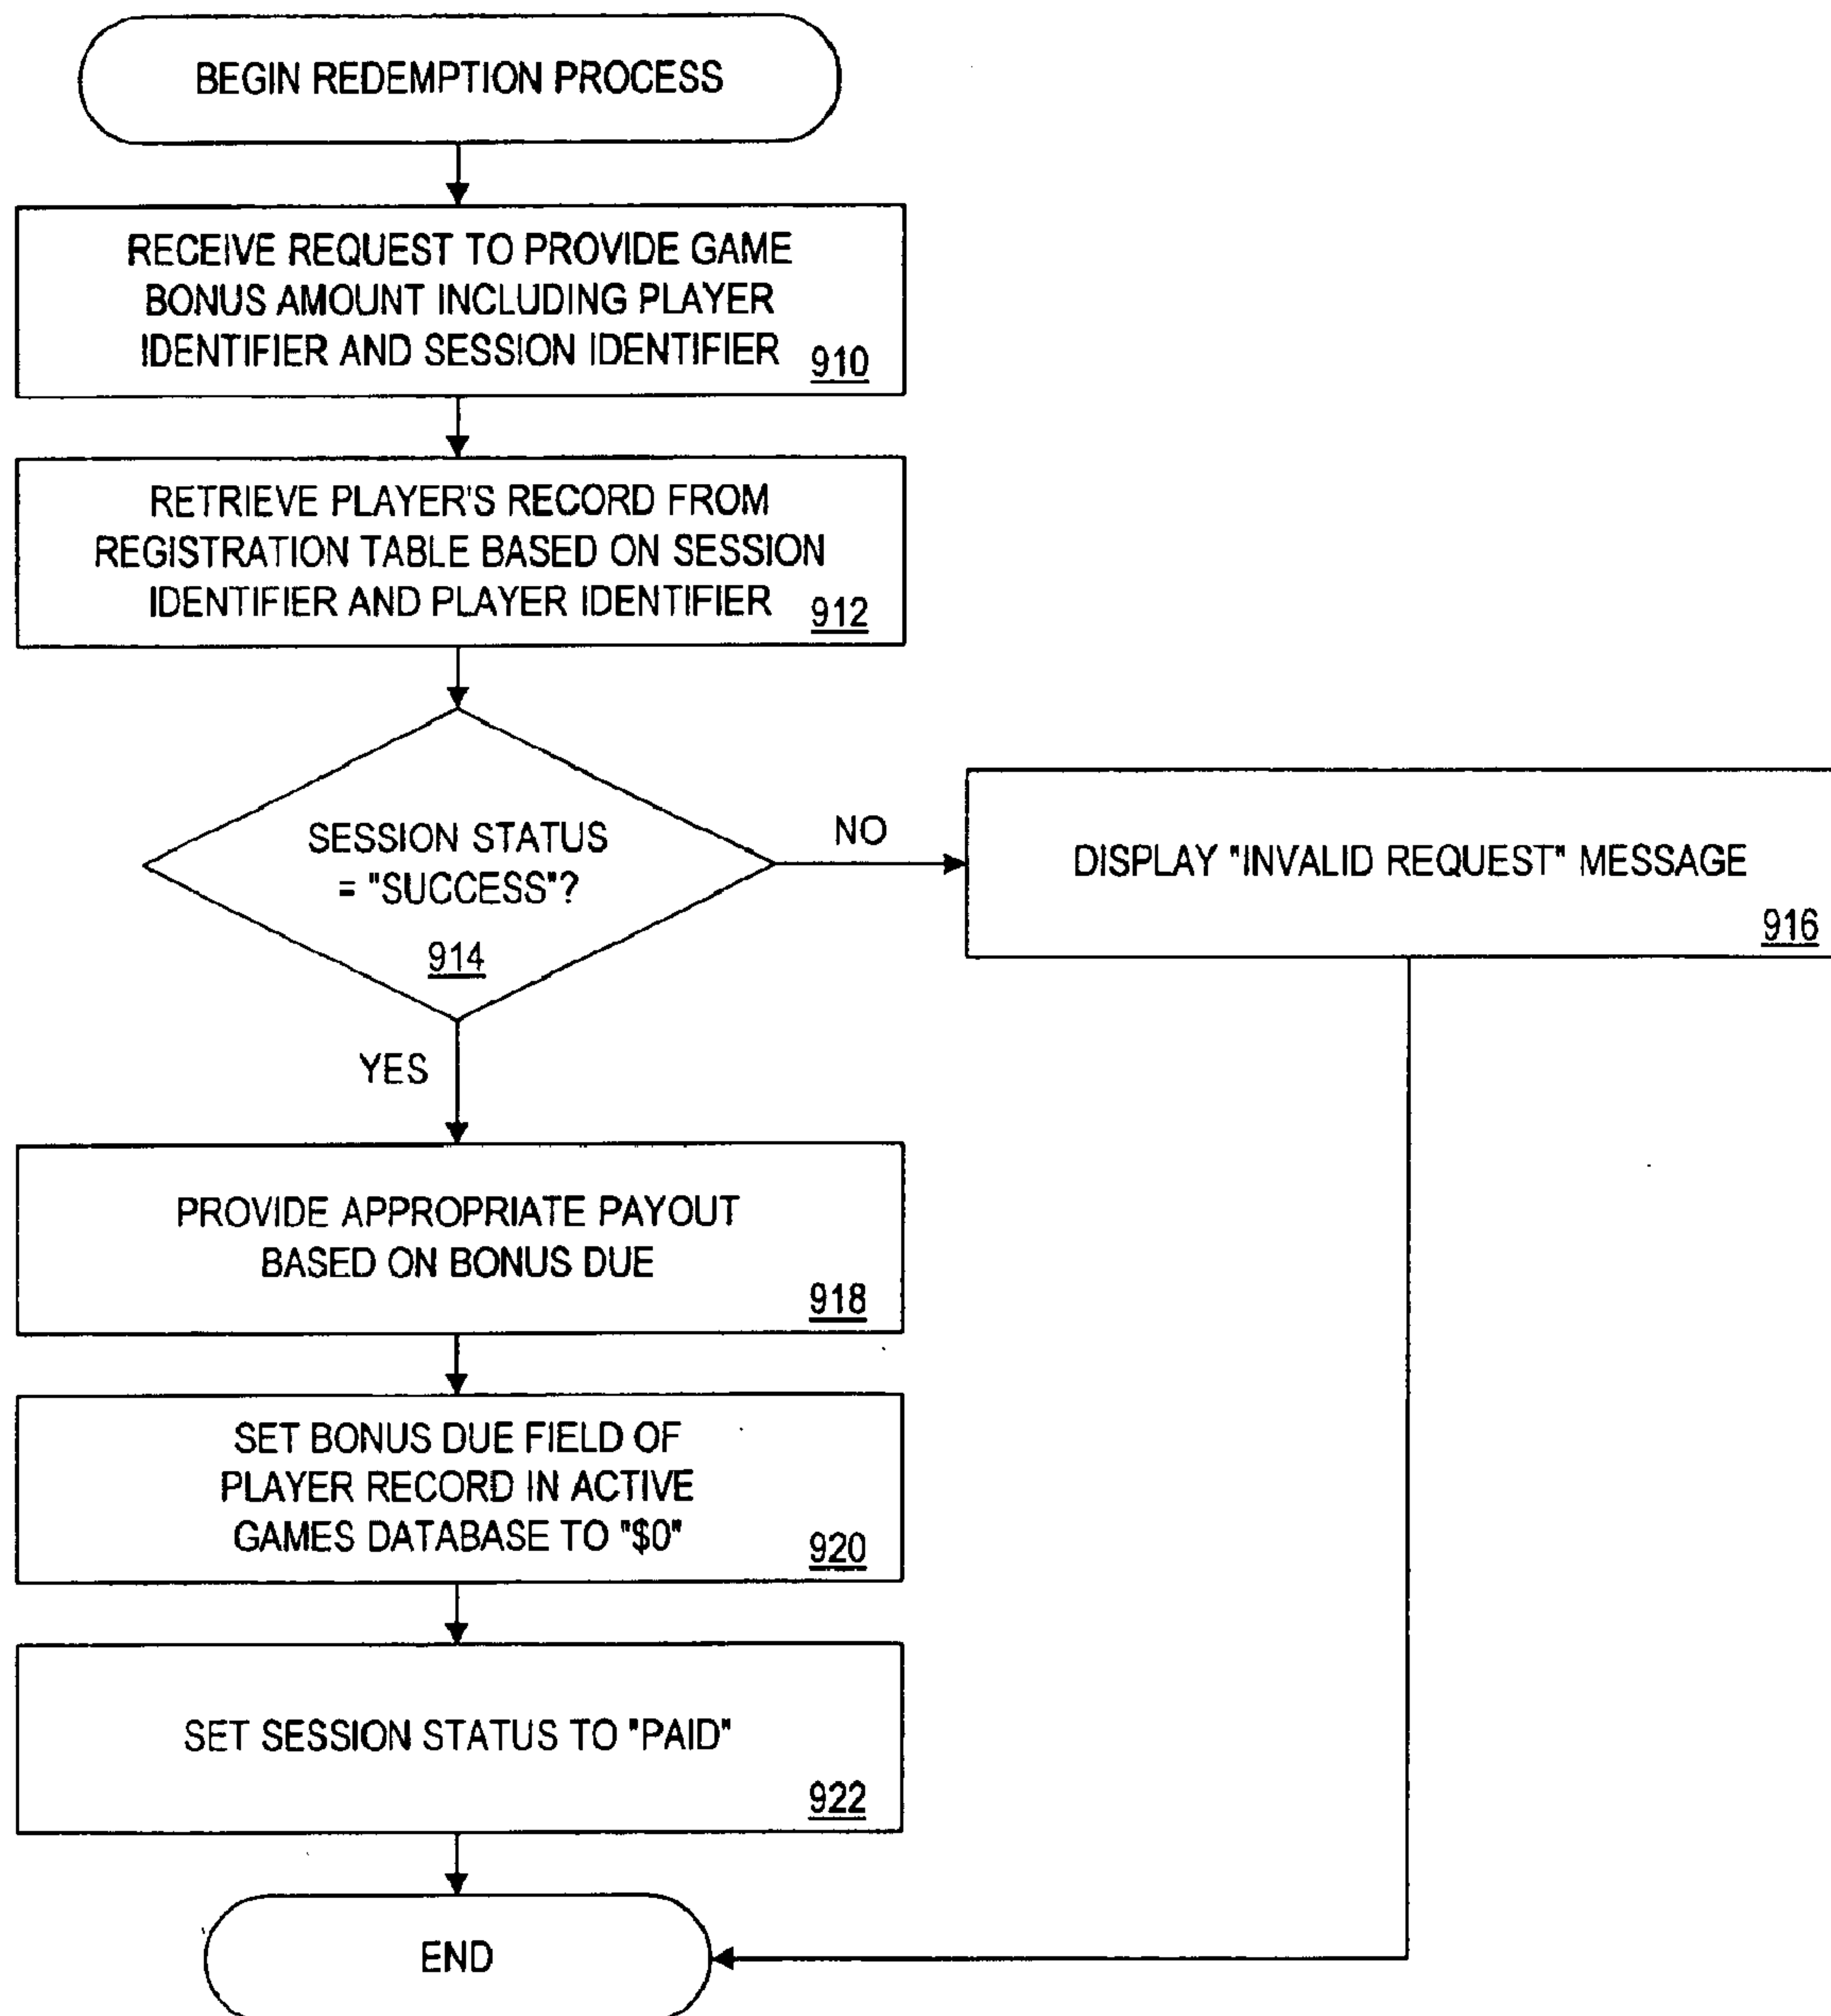 BEGIN REDEMPTION PROCESS
RECEIVE REQUEST TO PROVIDE GAME
BONUS AMOUNT INCLUDING PLAYER
IDENTIFIER AND SESSION IDENTIFIER
910
RETRIEVE PLAYER'S RECORD FROM
REGISTRATION TABLE BASED ON SESSION
IDENTIFIER AND PLAYER IDENTIFIER
912
SESSION STATUS
= "SUCCESS"?
914
NO
DISPLAY "INVALID REQUEST" MESSAGE
916
YES
PROVIDE APPROPRIATE PAYOUT
BASED ON BONUS DUE
918
SET BONUS DUE FIELD OF
PLAYER RECORD IN ACTIVE
GAMES DATABASE TO "$0"
920
SET SESSION STATUS TO "PAID"
922
END